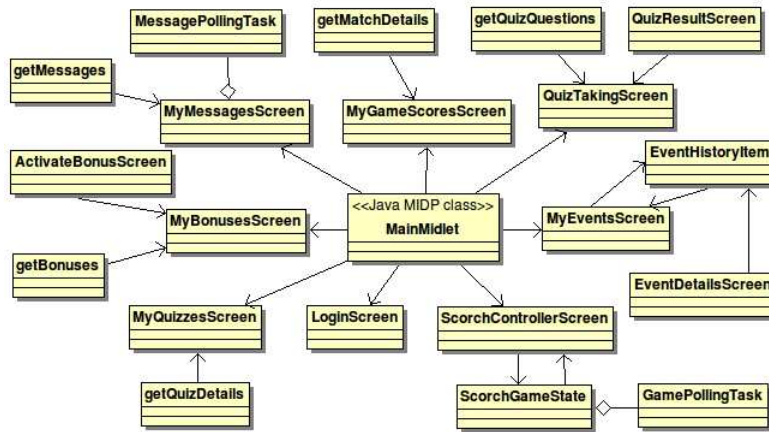 MessagePollingTask
getMatchDetails
getQuizQuestions
QuizResultScreen
getMessages
MyMessagesScreen
MyGameScoresScreen
QuizTakingScreen
ActivateBonusScreen
EventHistoryItem
<<Java MIDP class>>
MainMidlet
MyBonusesScreen
MyEventsScreen
getBonuses
EventDetailsScreen
MyQuizzesScreen
LoginScreen
ScorchControllerScreen
getQuizDetails
ScorchGameState
GamePollingTask